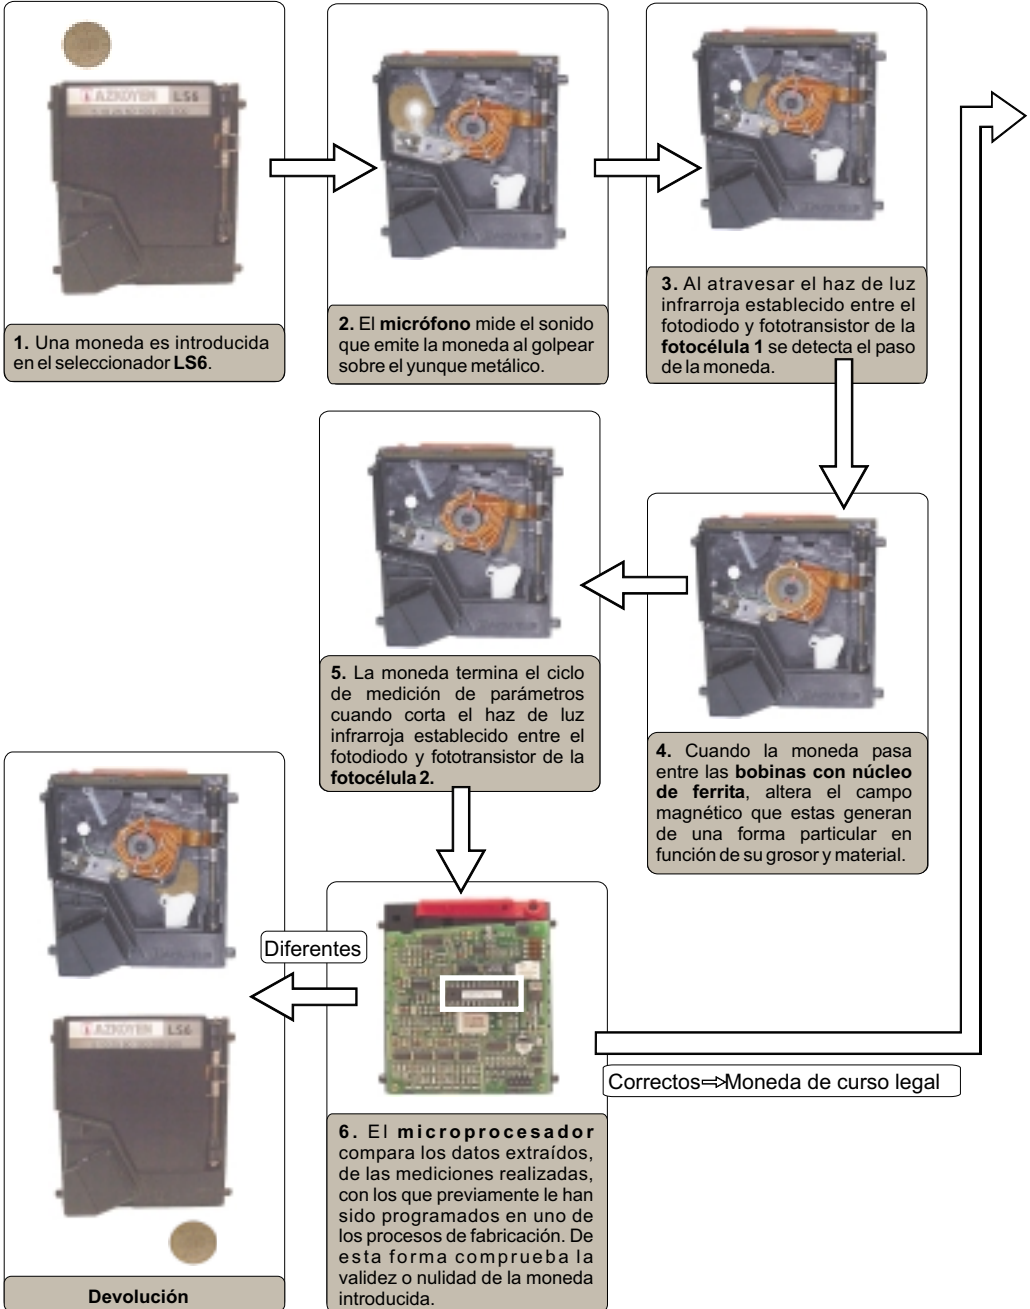 AZKOYEN LS6
1. Una moneda es introducida
en el seleccionador LS6.
2. El micrófono mide el sonido
que emite la moneda al golpear
sobre el yunque metálico.
3. Al atravesar el haz de luz
infrarroja establecido entre el
fotodiodo y fototransistor de la
fotocélula 1 se detecta el paso
de la moneda.
4. Cuando la moneda pasa
entre las bobinas con núcleo
de ferrita, altera el campo
magnético que estas generan
de una forma particular en
función de su grosor y material.
5. La moneda termina el ciclo
de medición de parámetros
cuando corta el haz de luz
infrarroja establecido entre el
fotodiodo y fototransistor de la
fotocélula 2.
6. El microprocesador
compara los datos extraídos,
de las mediciones realizadas,
con los que previamente le han
sido programados en uno de
los procesos de fabricación. De
esta forma comprueba la
validez o nulidad de la moneda
introducida.
Diferentes
Correctos⇒Moneda de curso legal
AZKOYEN LS6
Devolución